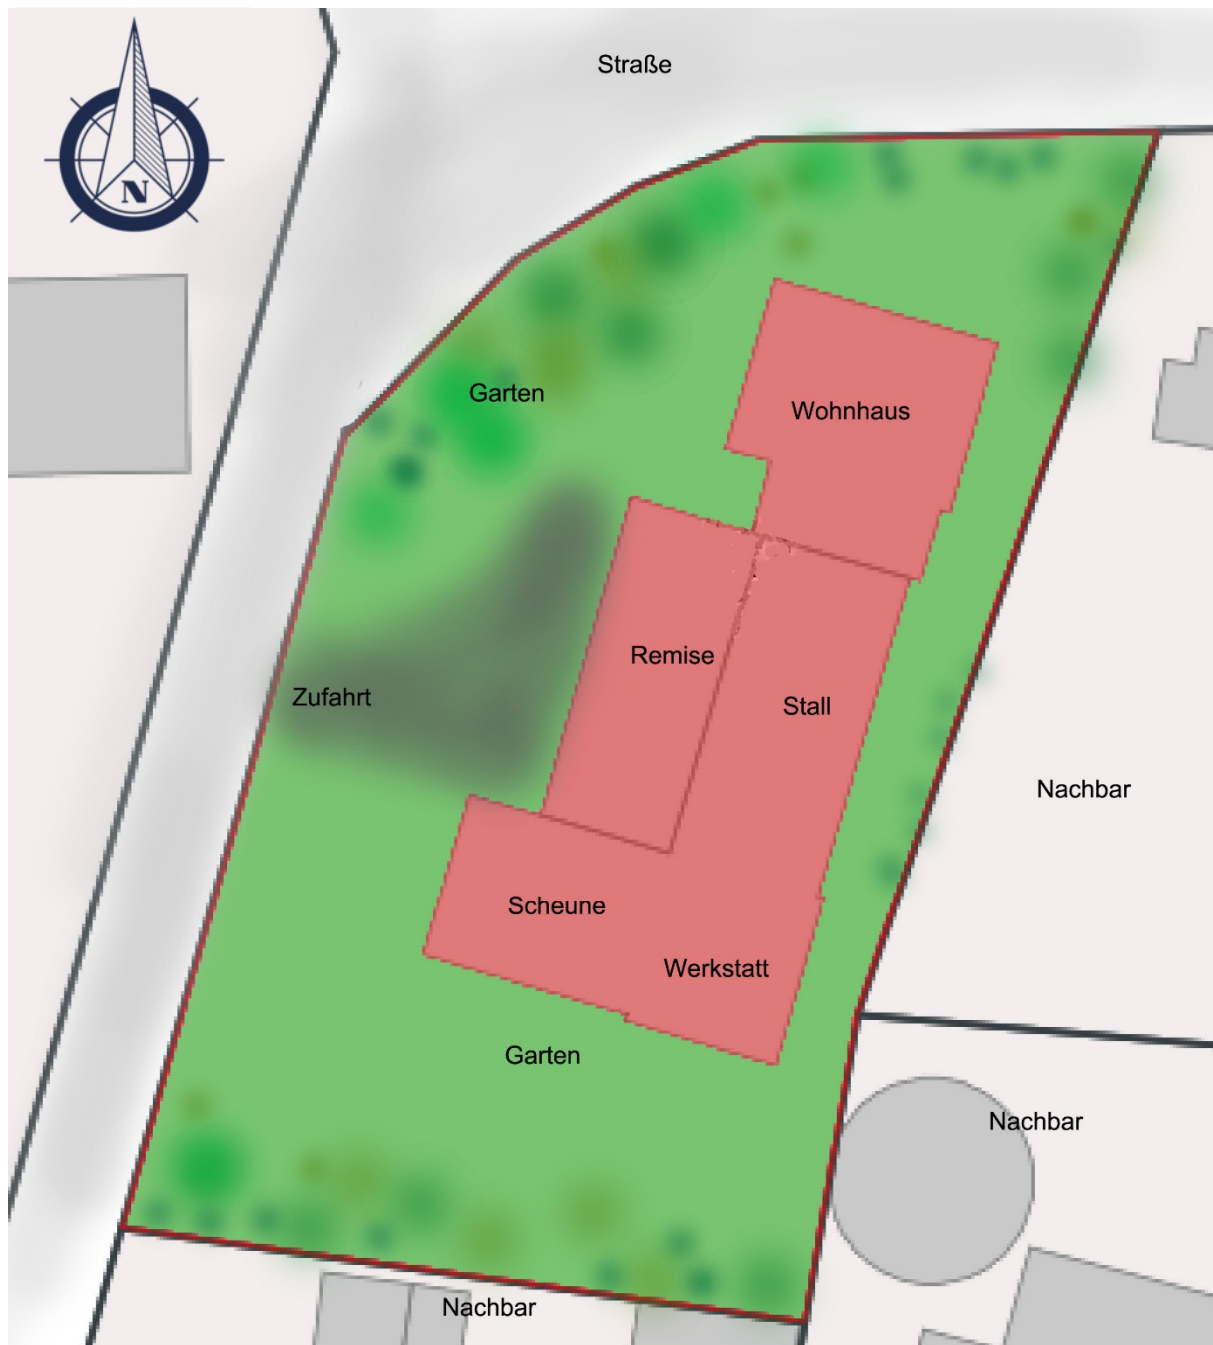 Straße
N
Garten
Wohnhaus
Remise
Zufahrt
Stall
Nachbar
Scheune
Werkstatt
Garten
Nachbar
Nachbar